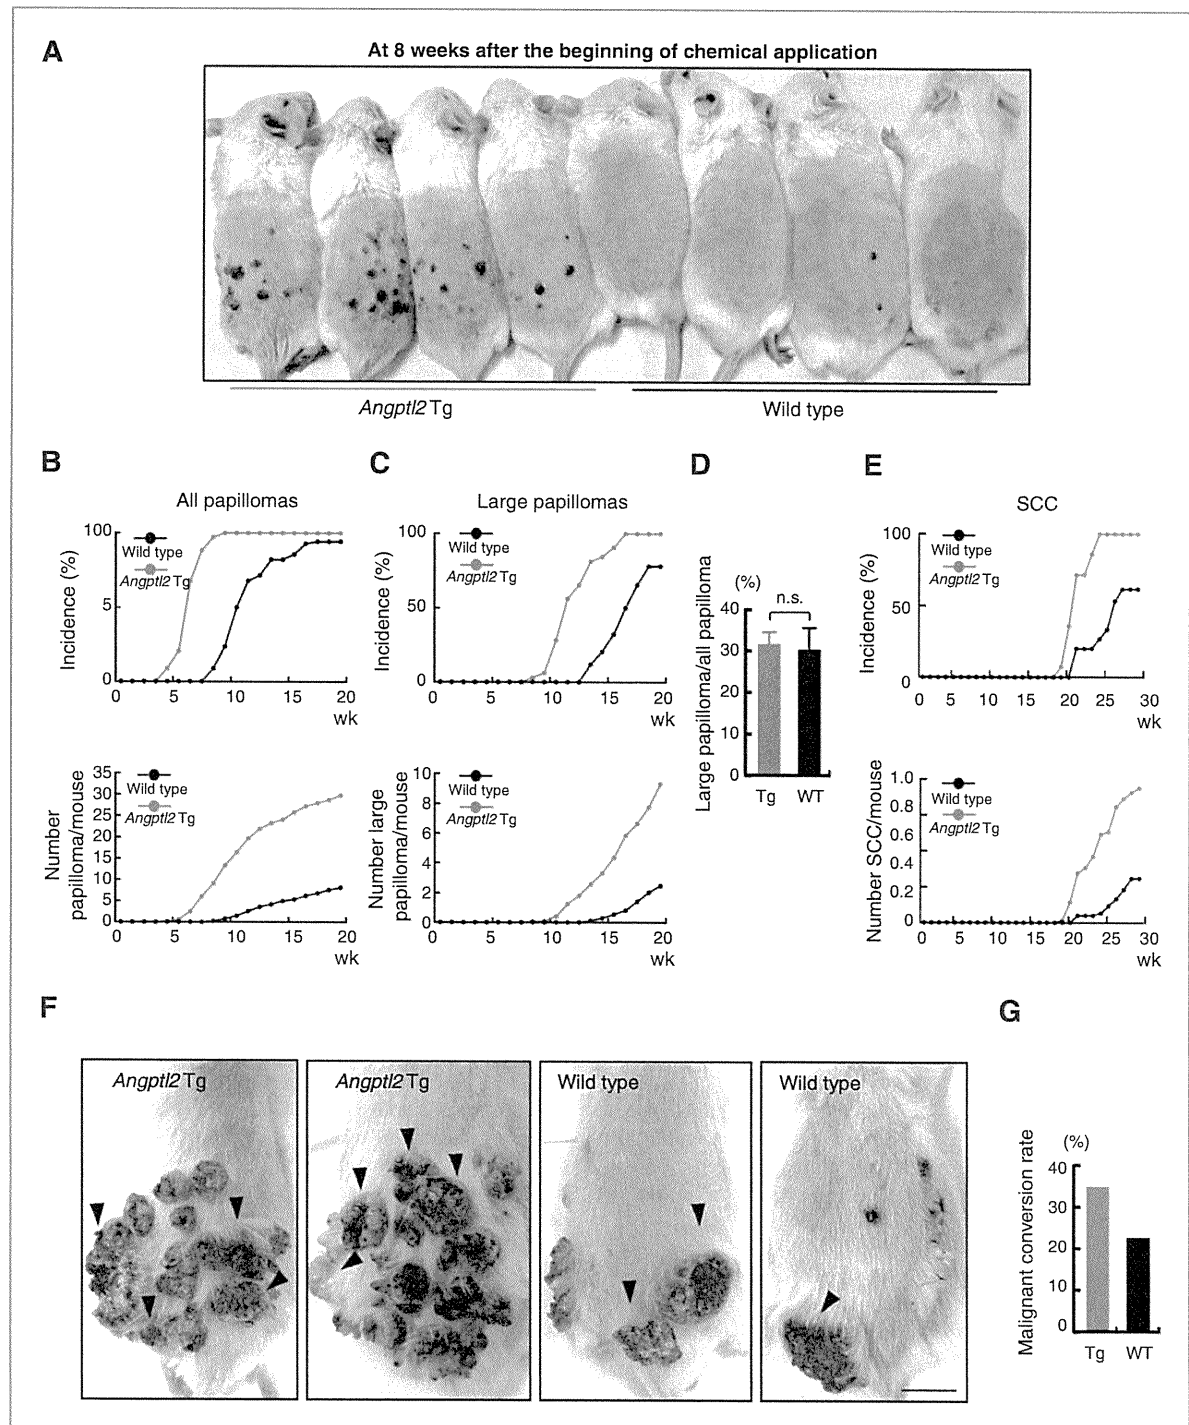 A
At 8 weeks after the beginning of chemical application
Angptl2 Tg
Wild type
B
All papillomas
Incidence (%)
100
5
0
Wild type
Angptl2 Tg
0 5 10 15 20
wk
Number
papilloma/mouse
35
30
25
20
15
10
5
0
Wild type
Angptl2 Tg
0 5 10 15 20
wk
C
Large papillomas
Incidence (%)
100
50
0
Wild type
Angptl2 Tg
0 5 10 15 20
wk
Number large
papilloma/mouse
10
8
6
4
2
0
Wild type
Angptl2 Tg
0 5 10 15 20
wk
D
Large papilloma/all papilloma
(%)
40
30
20
10
0
n.s.
Tg WT
E
SCC
Incidence (%)
100
50
0
Wild type
Angptl2 Tg
0 5 10 15 20 25 30
wk
Number SCC/mouse
1.0
0.8
0.6
0.4
0.2
0
Wild type
Angptl2 Tg
0 5 10 15 20 25 30
wk
F
Angptl2 Tg
Angptl2 Tg
Wild type
Wild type
G
Malignant conversion rate
(%)
40
30
20
10
0
Tg WT